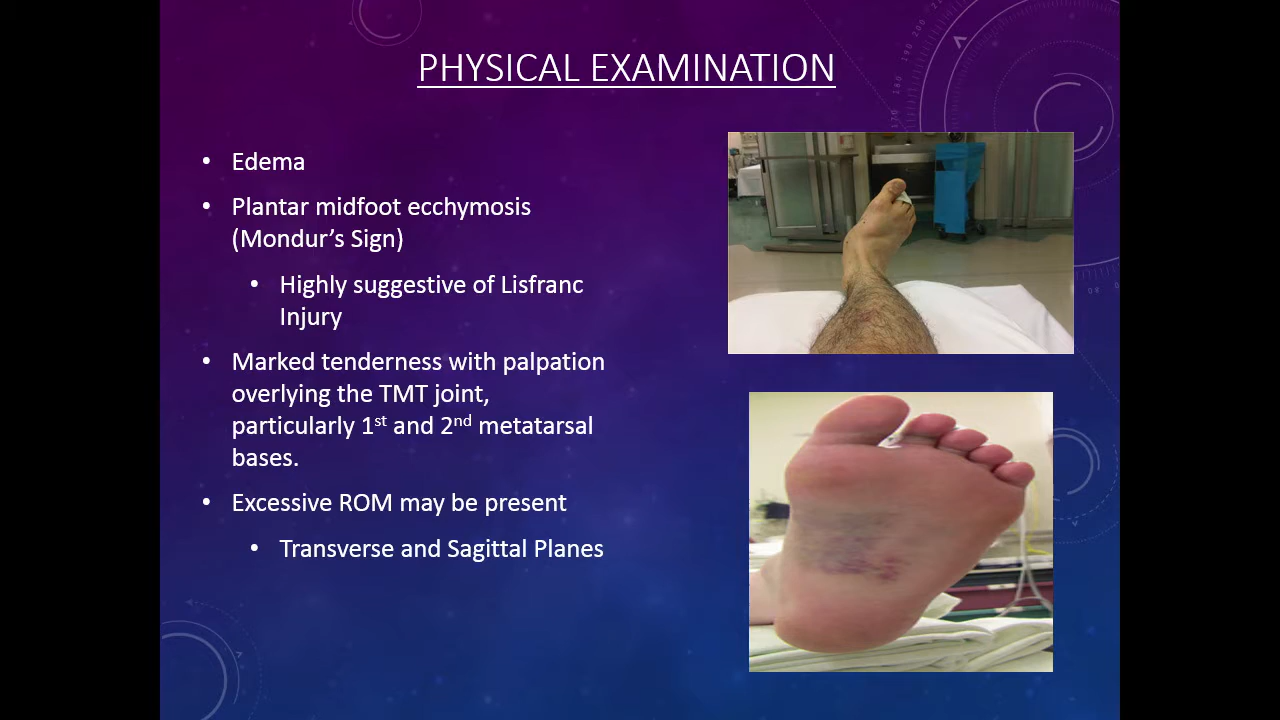 PHYSICAL EXAMINATION
• Edema
• Plantar midfoot ecchymosis
(Mondur’s Sign)
• Highly suggestive of Lisfranc
Injury
• Marked tenderness with palpation
overlying the TMT joint,
particularly 1st and 2nd metatarsal
bases.
• Excessive ROM may be present
• Transverse and Sagittal Planes